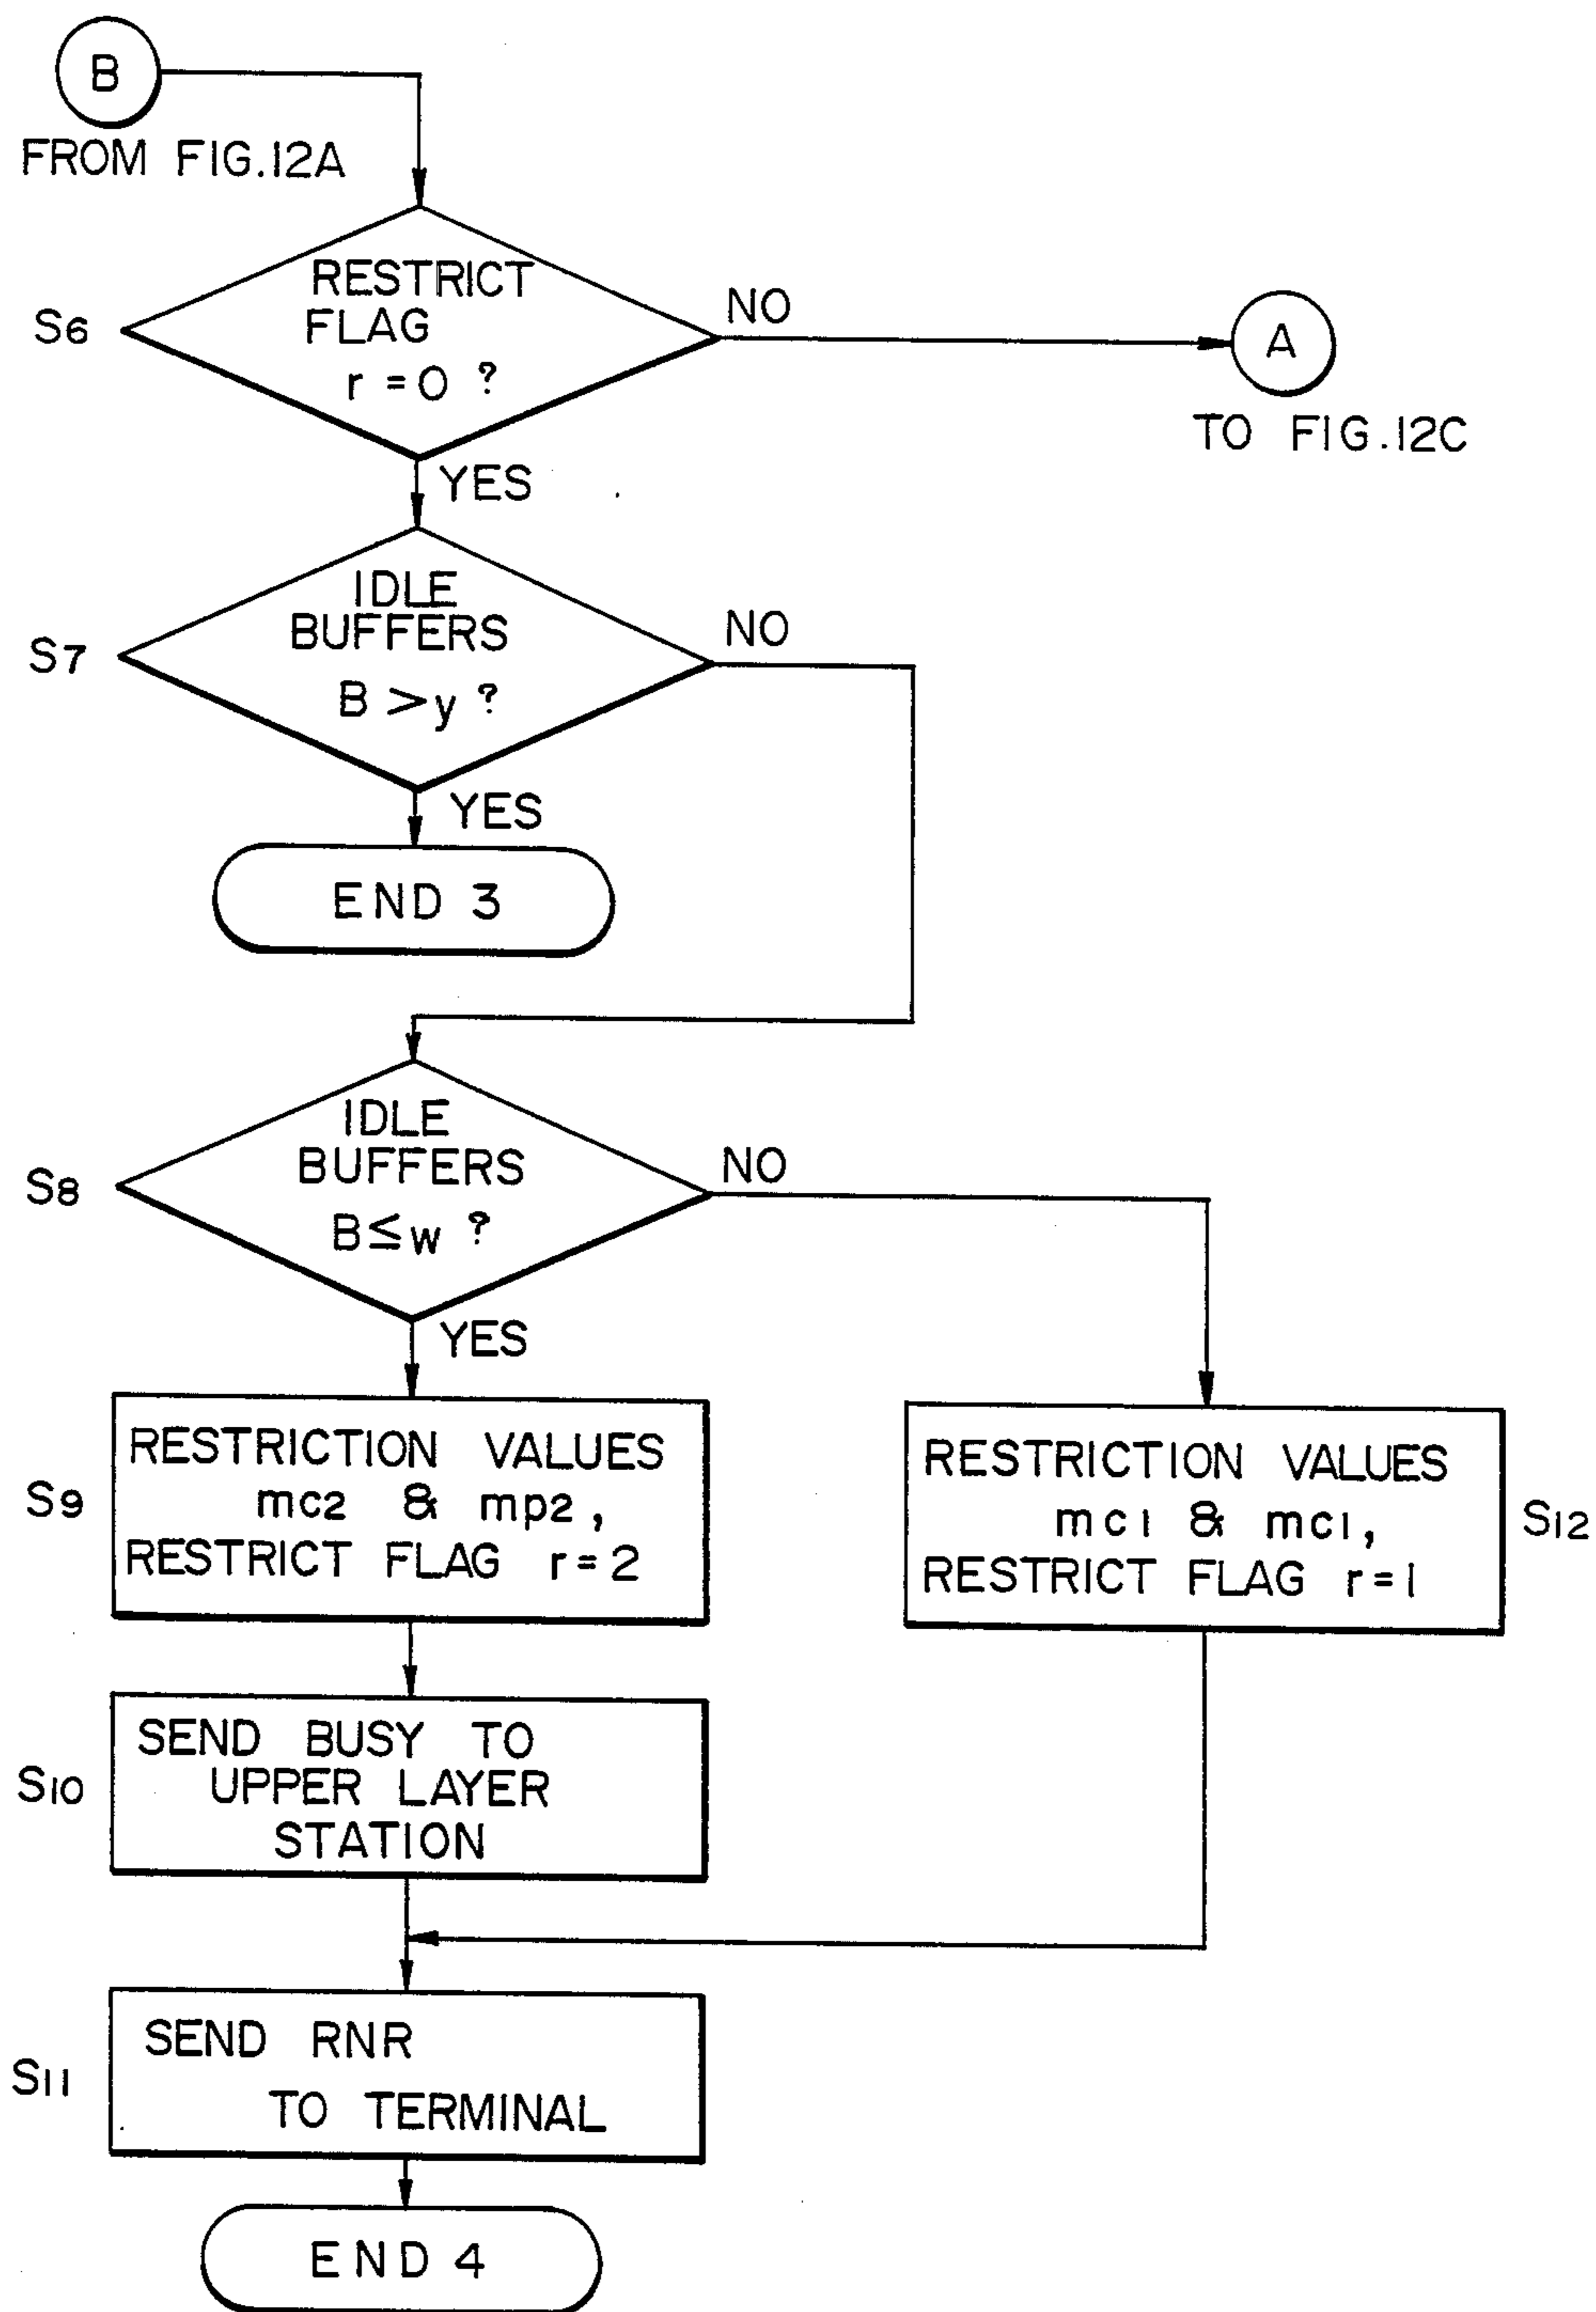 B
FROM FIG.12A
RESTRICT
FLAG
r = 0 ?
S6
NO
A
TO FIG.12C
YES
IDLE
BUFFERS
B > y ?
S7
NO
YES
END 3
IDLE
BUFFERS
B ≤ w ?
S8
NO
YES
RESTRICTION VALUES
mc2 & mp2,
RESTRICT FLAG r=2
S9
RESTRICTION VALUES
mc1 & mc1,
RESTRICT FLAG r=1
S12
SEND BUSY TO
UPPER LAYER
STATION
S10
SEND RNR
TO TERMINAL
S11
END 4